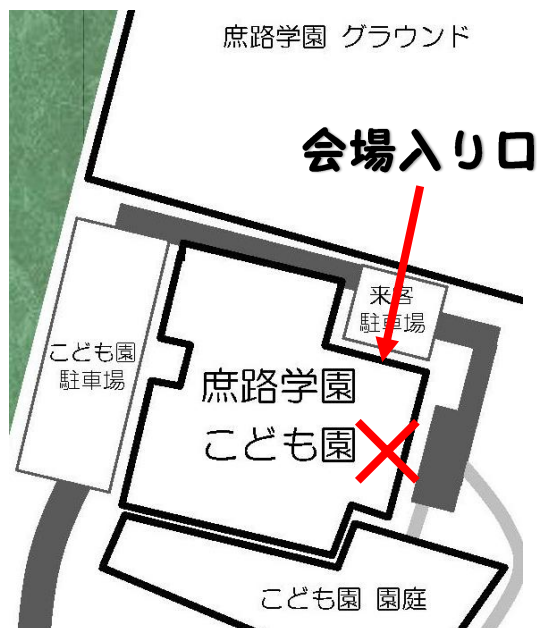 庶路学園 グラウンド
会場入り口
来客
駐車場
こども園
駐車場
庶路学園
こども園
こども園 園庭